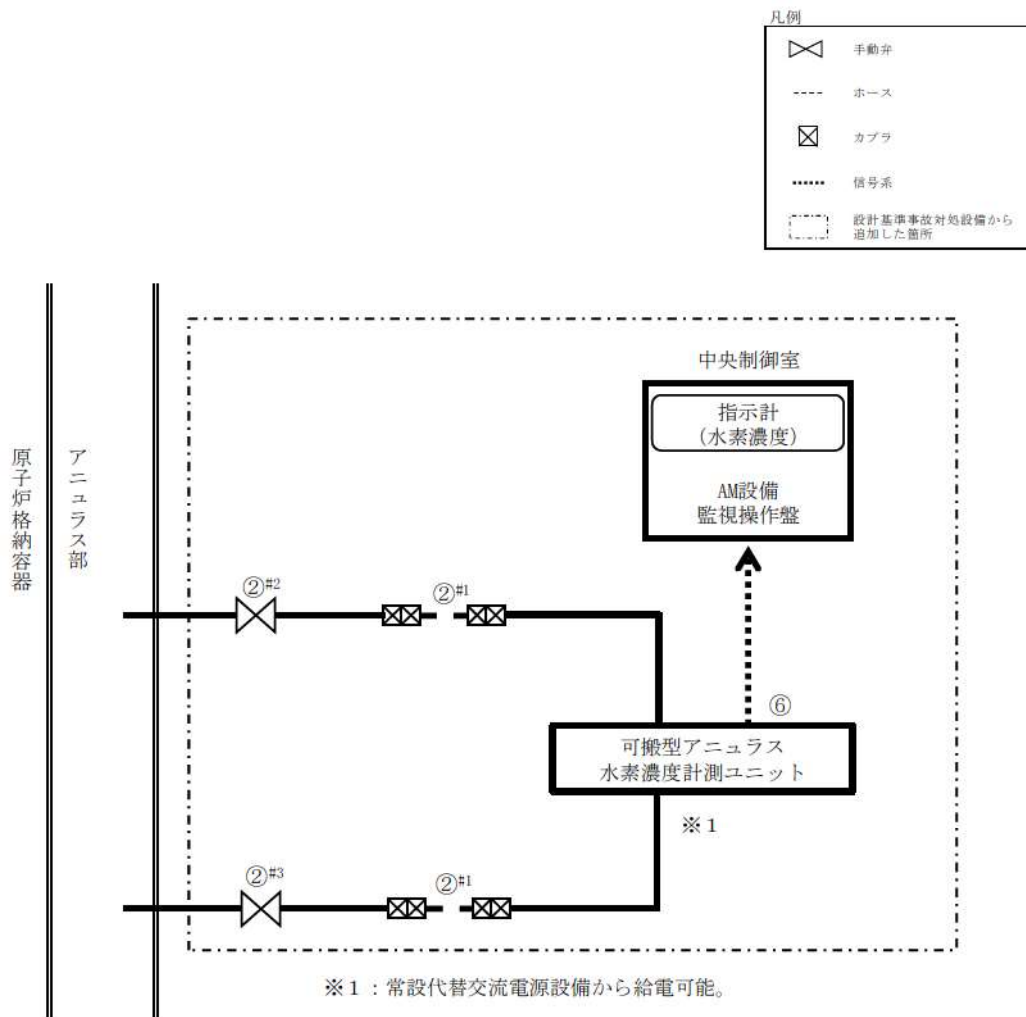 凡例
手動弁
ホース
カプラ
信号系
設計基準事故対処設備から
追加した箇所
中央制御室
指示計
(水素濃度)
AM設備
監視操作盤
原子炉格納容器
アニュラス部
②#2
②#1
⑥
可搬型アニュラス
水素濃度計測ユニット
※1
②#3
②#1
※1:常設代替交流電源設備から給電可能。